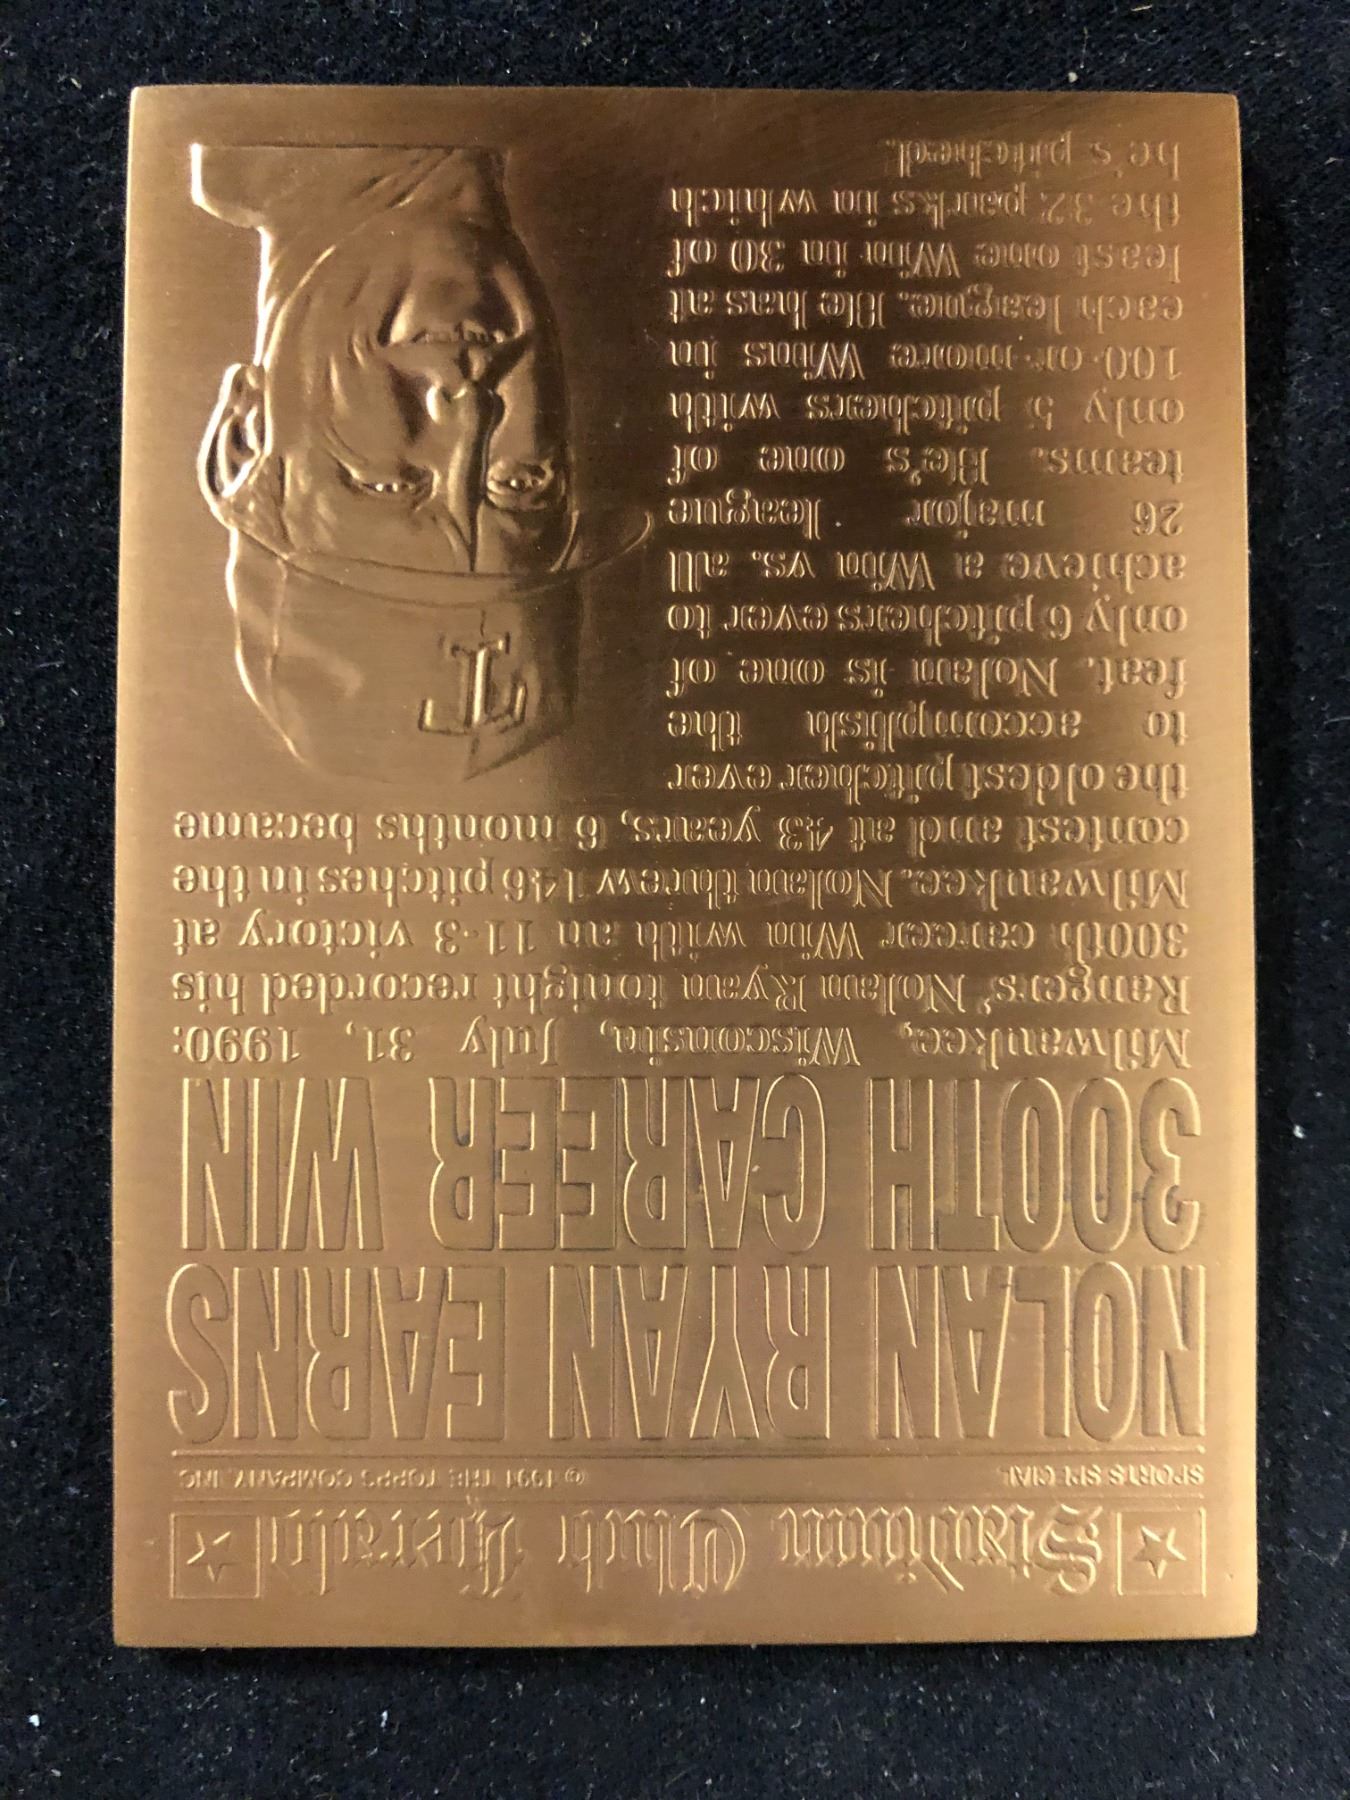 Stadium Club Herald
SPORTS SPECIAL © 1991 THE TOPPS COMPANY, INC.
NOLAN RYAN EARNS
300TH CAREER WIN
Milwaukee, Wisconsin, July 31, 1990:
Rangers' Nolan Ryan tonight recorded his
300th career Win with an 11-3 victory at
Milwaukee. Nolan threw 146 pitches in the
contest and at 43 years, 6 months became
the oldest pitcher ever
to accomplish the
feat. Nolan is one of
only 6 pitchers ever to
achieve a Win vs. all
26 major league
teams. He's one of
only 5 pitchers with
100-or-more Wins in
each league. He has at
least one Win in 30 of
the 32 parks in which
he's pitched.
T